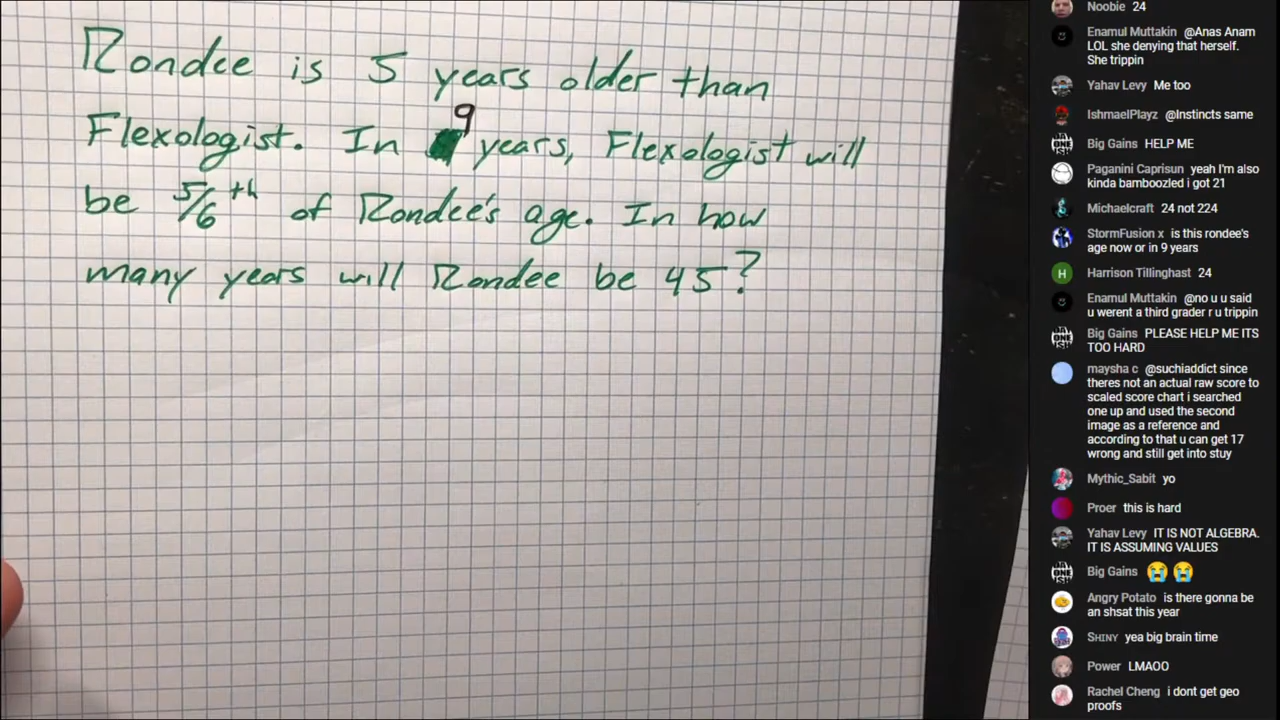 Rondee is 5 years older than
9
Flexologist. In years, Flexologist will
be 5/6th of Rondee's age. In how
many years will Rondee be 45?
Noobie 24
Enamul Muttakin @Anas Anam
LOL she denying that herself.
She trippin
Yahav Levy Me too
IshmaelPlayz @Instincts same
Big Gains HELP ME
Paganini Caprisun yeah I'm also
kinda bamboozled i got 21
Michaelcraft 24 not 224
StormFusion x is this rondee's
age now or in 9 years
H
Harrison Tillinghast 24
Enamul Muttakin @no u u said
u werent a third grader r u trippin
Big Gains PLEASE HELP ME ITS
TOO HARD
maysha c @suchiaddict since
theres not an actual raw score to
scaled score chart i searched
one up and used the second
image as a reference and
according to that u can get 17
wrong and still get into stuy
Mythic_Sabit yo
Proer this is hard
Yahav Levy IT IS NOT ALGEBRA.
IT IS ASSUMING VALUES
Big Gains 😭 😭
Angry Potato is there gonna be
an shsat this year
SHINY yea big brain time
Power LMAOO
Rachel Cheng i dont get geo
proofs